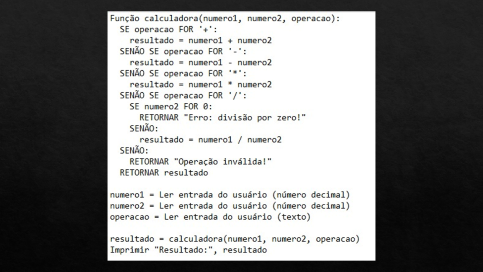 Função calculadora(numero1, numero2, operacao):
  SE operacao FOR '+':
    resultado = numero1 + numero2
  SENÃO SE operacao FOR '-':
    resultado = numero1 - numero2
  SENÃO SE operacao FOR '*':
    resultado = numero1 * numero2
  SENÃO SE operacao FOR '/':
    SE numero2 FOR 0:
      RETORNAR "Erro: divisão por zero!"
    SENÃO:
      resultado = numero1 / numero2
  SENÃO:
    RETORNAR "Operação inválida!"
  RETORNAR resultado

numero1 = Ler entrada do usuário (número decimal)
numero2 = Ler entrada do usuário (número decimal)
operacao = Ler entrada do usuário (texto)

resultado = calculadora(numero1, numero2, operacao)
Imprimir "Resultado:", resultado